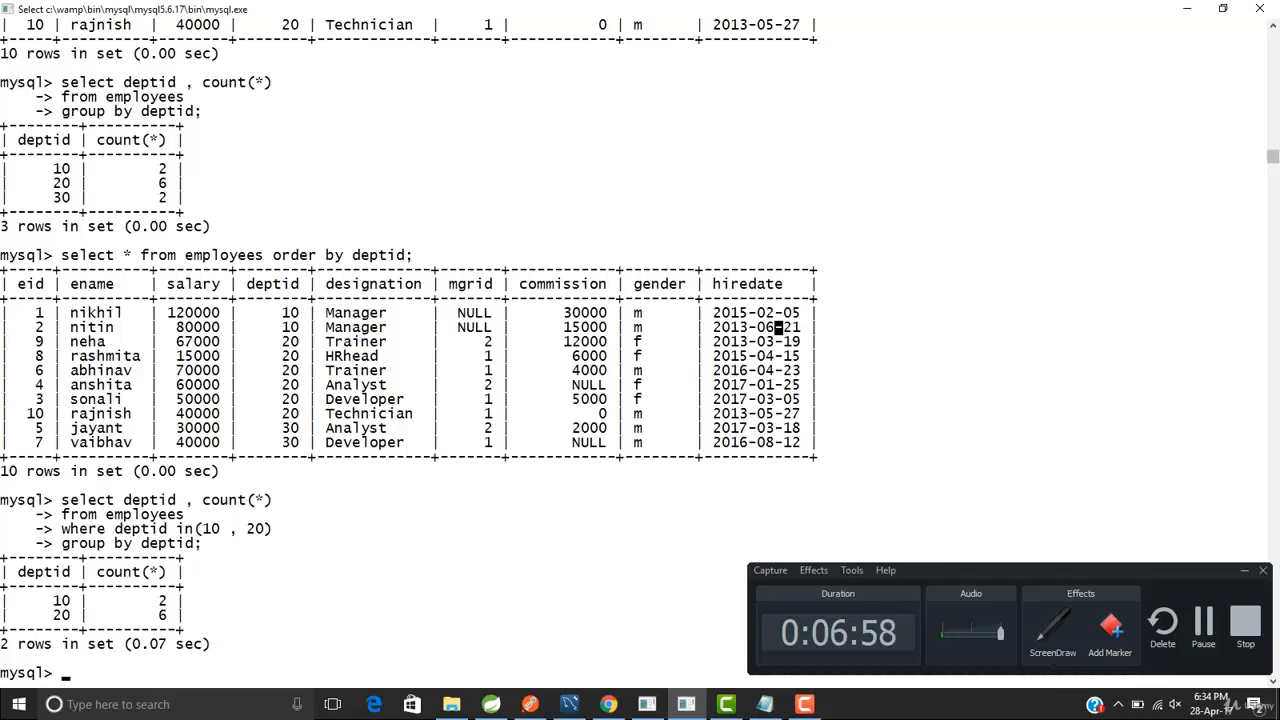 Select c:\wamp\bin\mysql\mysql5.6.17\bin\mysql.exe
| 10 | rajnish | 40000 | 20 | Technician | 1 | 0 | m | 2013-05-27 |
+------+----------+--------+--------+-------------+-------+------------+--------+------------+
10 rows in set (0.00 sec)
mysql> select deptid , count(*)
-> from employees
-> group by deptid;
+--------+----------+
| deptid | count(*) |
+--------+----------+
| 10 | 2 |
| 20 | 6 |
| 30 | 2 |
+--------+----------+
3 rows in set (0.00 sec)
mysql> select * from employees order by deptid;
+------+----------+--------+--------+-------------+-------+------------+--------+------------+
| eid | ename | salary | deptid | designation | mgrid | commission | gender | hiredate |
+------+----------+--------+--------+-------------+-------+------------+--------+------------+
| 1 | nikhil | 120000 | 10 | Manager | NULL | 30000 | m | 2015-02-05 |
| 2 | nitin | 80000 | 10 | Manager | NULL | 15000 | m | 2013-06-21 |
| 9 | neha | 67000 | 20 | Trainer | 2 | 12000 | f | 2013-03-19 |
| 8 | rashmita | 15000 | 20 | HRhead | 1 | 6000 | f | 2015-04-15 |
| 6 | abhinav | 70000 | 20 | Trainer | 1 | 4000 | m | 2016-04-23 |
| 4 | anshita | 60000 | 20 | Analyst | 2 | NULL | f | 2017-01-25 |
| 3 | sonali | 50000 | 20 | Developer | 1 | 5000 | f | 2017-03-05 |
| 10 | rajnish | 40000 | 20 | Technician | 1 | 0 | m | 2013-05-27 |
| 5 | jayant | 30000 | 30 | Analyst | 2 | 2000 | m | 2017-03-18 |
| 7 | vaibhav | 40000 | 30 | Developer | 1 | NULL | m | 2016-08-12 |
+------+----------+--------+--------+-------------+-------+------------+--------+------------+
10 rows in set (0.00 sec)
mysql> select deptid , count(*)
-> from employees
-> where deptid in(10 , 20)
-> group by deptid;
+--------+----------+
| deptid | count(*) |
+--------+----------+
| 10 | 2 |
| 20 | 6 |
+--------+----------+
2 rows in set (0.07 sec)
mysql> _
Capture Effects Tools Help
Duration Audio Effects
0:06:58
ScreenDraw Add Marker Delete Pause Stop
Type here to search
6:34 PM
28-Apr-17